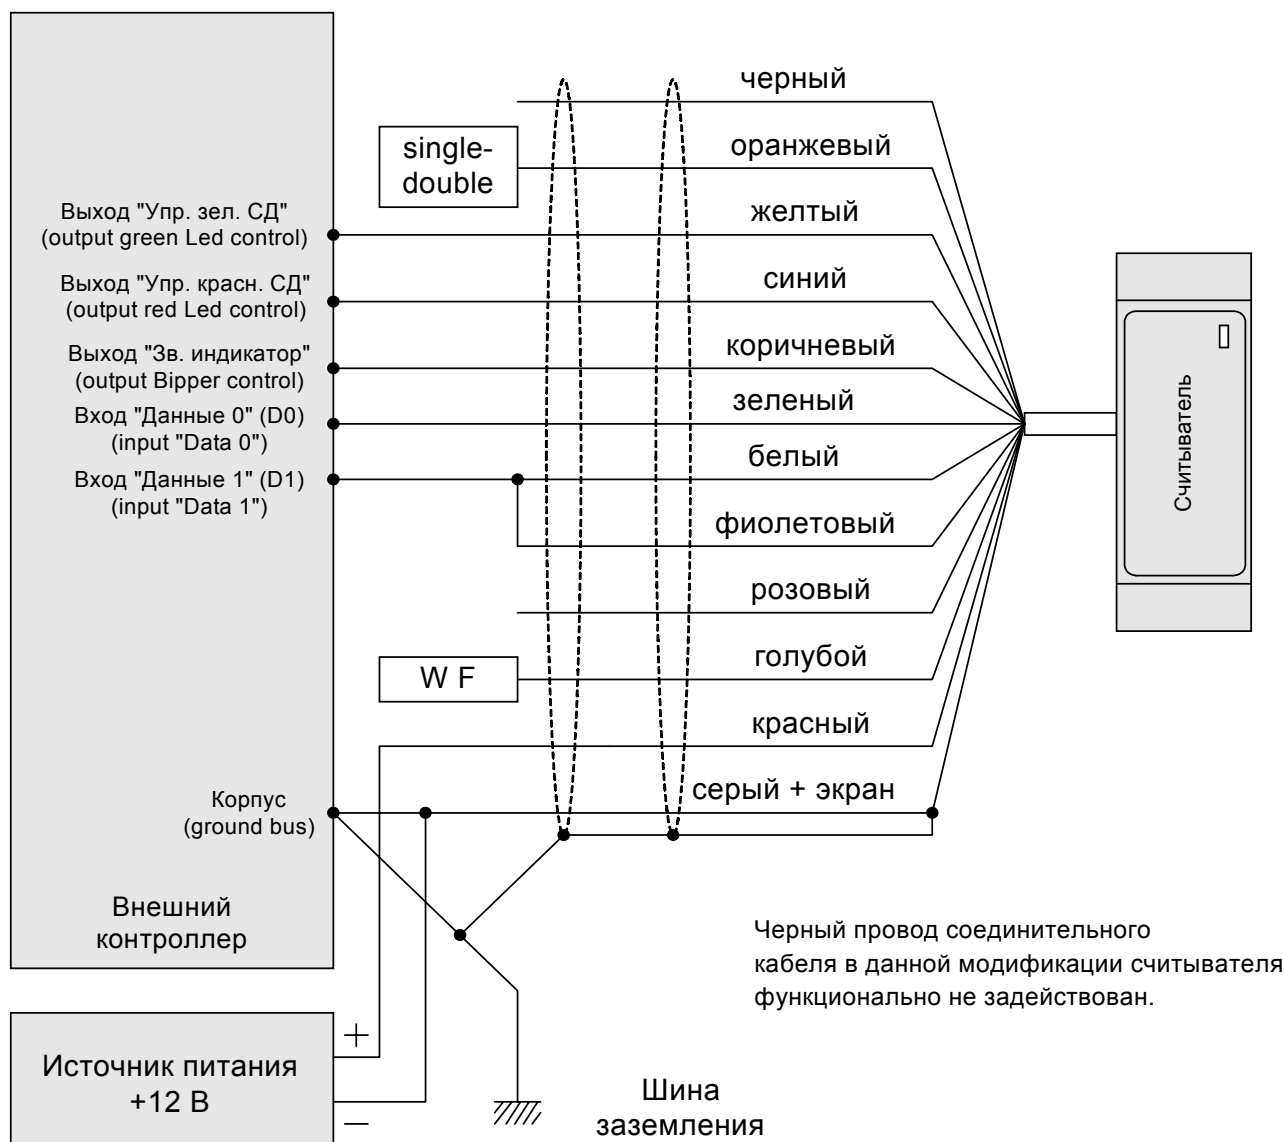 черный
single-
double
оранжевый
Выход "Упр. зел. СД"
(output green Led control)
желтый
Выход "Упр. красн. СД"
(output red Led control)
синий
Выход "Зв. индикатор"
(output Bipper control)
коричневый
Вход "Данные 0" (D0)
(input "Data 0")
зеленый
Вход "Данные 1" (D1)
(input "Data 1")
белый
фиолетовый
розовый
W F
голубой
красный
серый + экран
Корпус
(ground bus)
Считыватель
Внешний
контроллер
Черный провод соединительного
кабеля в данной модификации считывателя
функционально не задействован.
Источник питания
+12 В
+
—
Шина
заземления